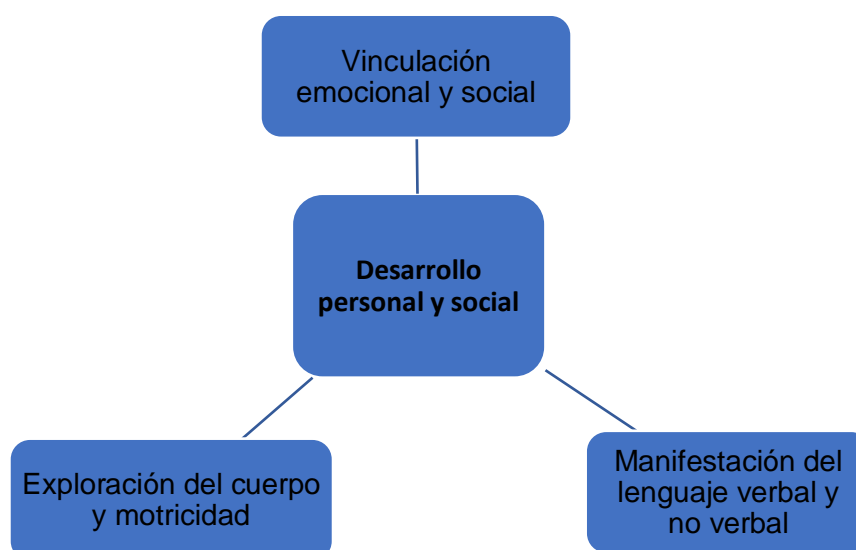 Vinculación
emocional y social
Desarrollo
personal y social
Exploración del cuerpo
y motricidad
Manifestación del
lenguaje verbal y
no verbal